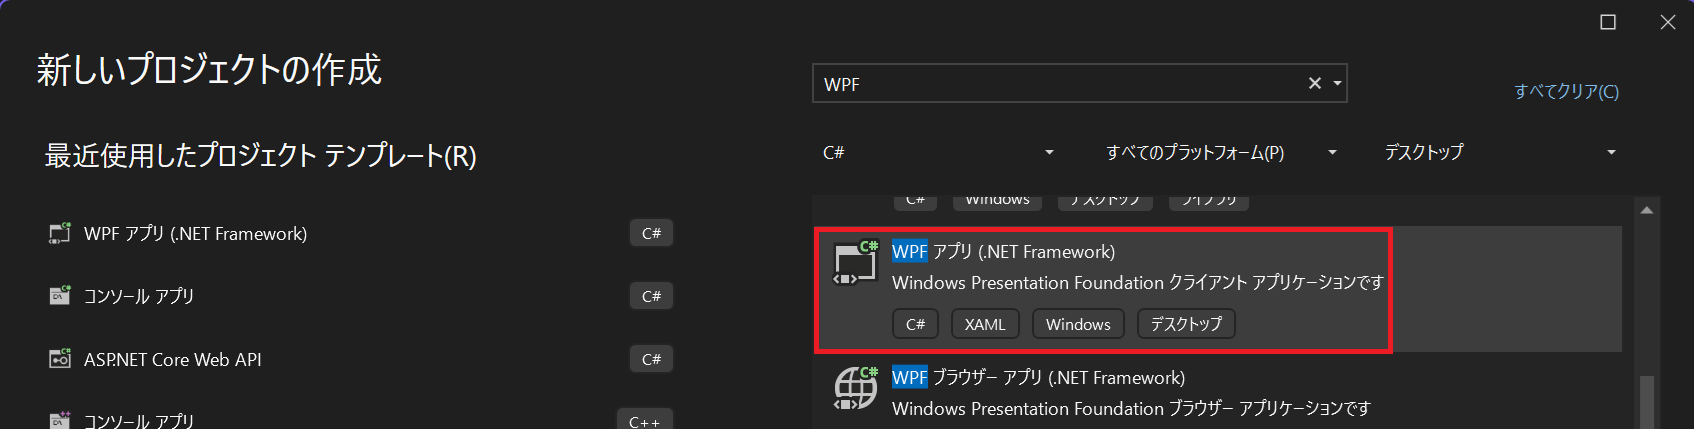 新しいプロジェクトの作成
WPF
すべてクリア(C)
最近使用したプロジェクト テンプレート(R)
C#
すべてのプラットフォーム(P)
デスクトップ
WPF アプリ (.NET Framework)
C#
コンソール アプリ
C#
ASP.NET Core Web API
C#
コンソール アプリ
C++
C#
Windows
デスクトップ
ライブラリ
WPF アプリ (.NET Framework)
Windows Presentation Foundation クライアント アプリケーションです
C#
XAML
Windows
デスクトップ
WPF ブラウザー アプリ (.NET Framework)
Windows Presentation Foundation ブラウザー アプリケーションです